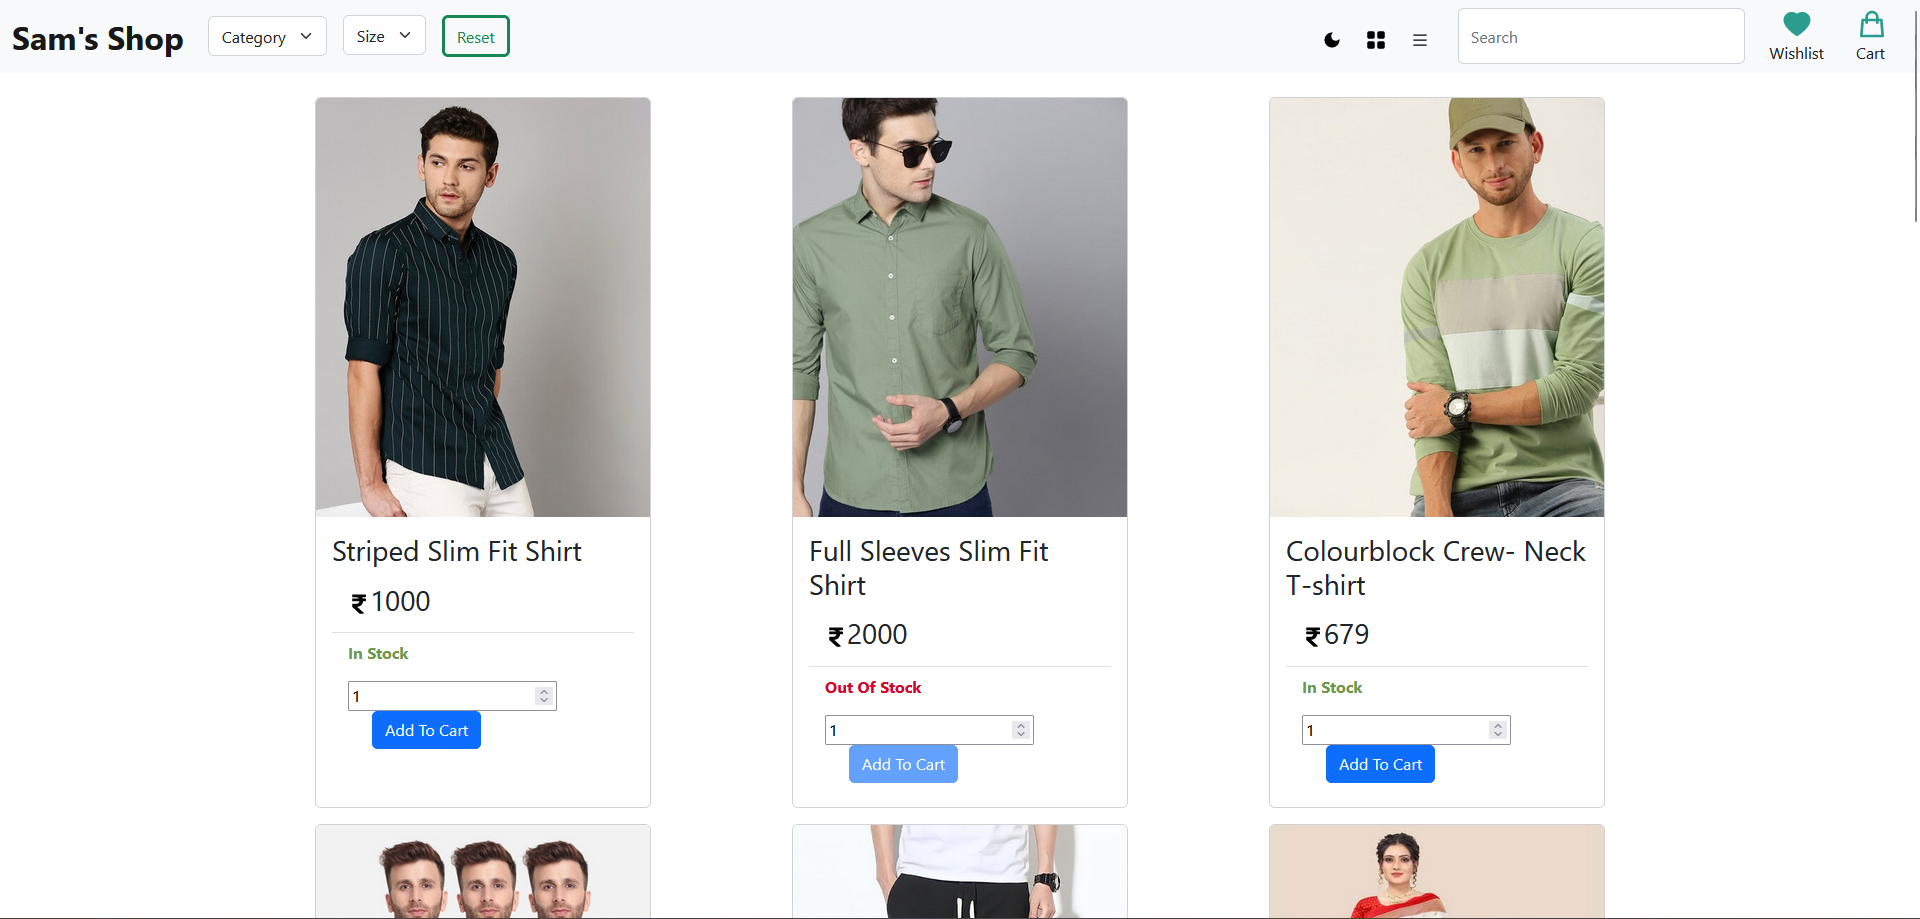 Sam's Shop
Category
Size
Reset
Search
Wishlist
Cart
Striped Slim Fit Shirt
₹1000
In Stock
1
Add To Cart
Full Sleeves Slim Fit
Shirt
₹2000
Out Of Stock
1
Add To Cart
Colourblock Crew- Neck
T-shirt
₹679
In Stock
1
Add To Cart